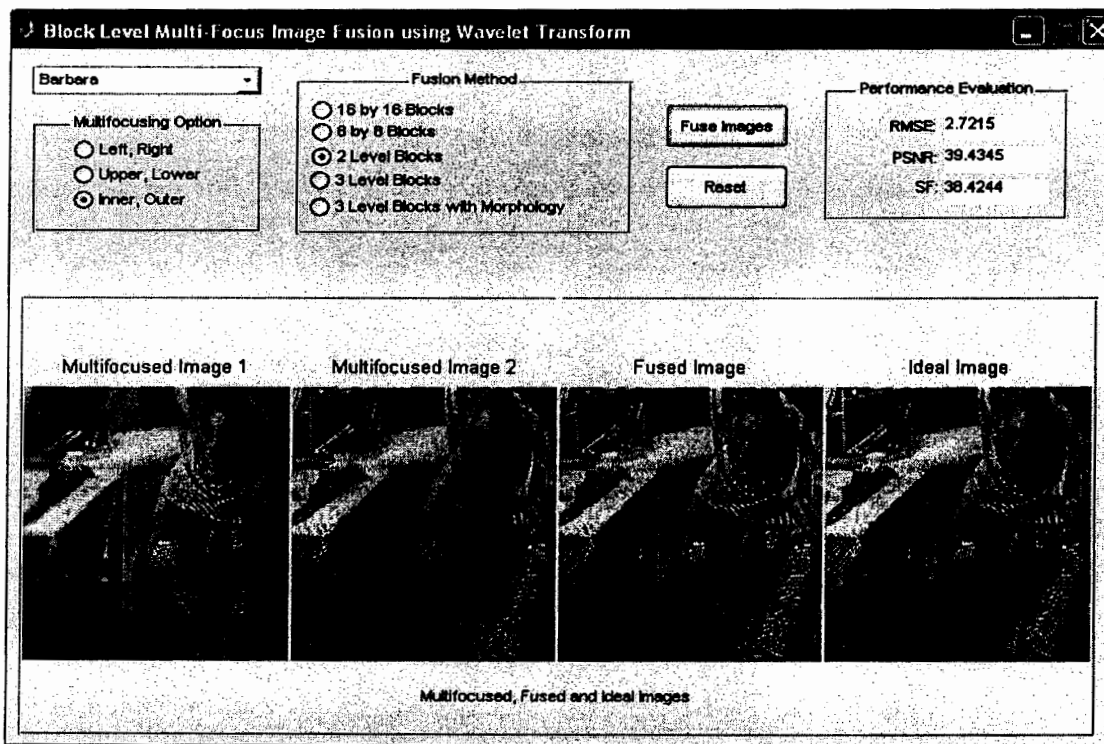 Block Level Multi-Focus Image Fusion using Wavelet Transform
Barbara
Multifocusing Option
Left, Right
Upper, Lower
Inner, Outer
Fusion Method
16 by 16 Blocks
8 by 8 Blocks
2 Level Blocks
3 Level Blocks
3 Level Blocks with Morphology
Fuse Images
Reset
Performance Evaluation
RMSE: 2.7215
PSNR: 39.4345
SF: 38.4244
Multifocused Image 1
Multifocused Image 2
Fused Image
Ideal Image
Multifocused, Fused and Ideal Images